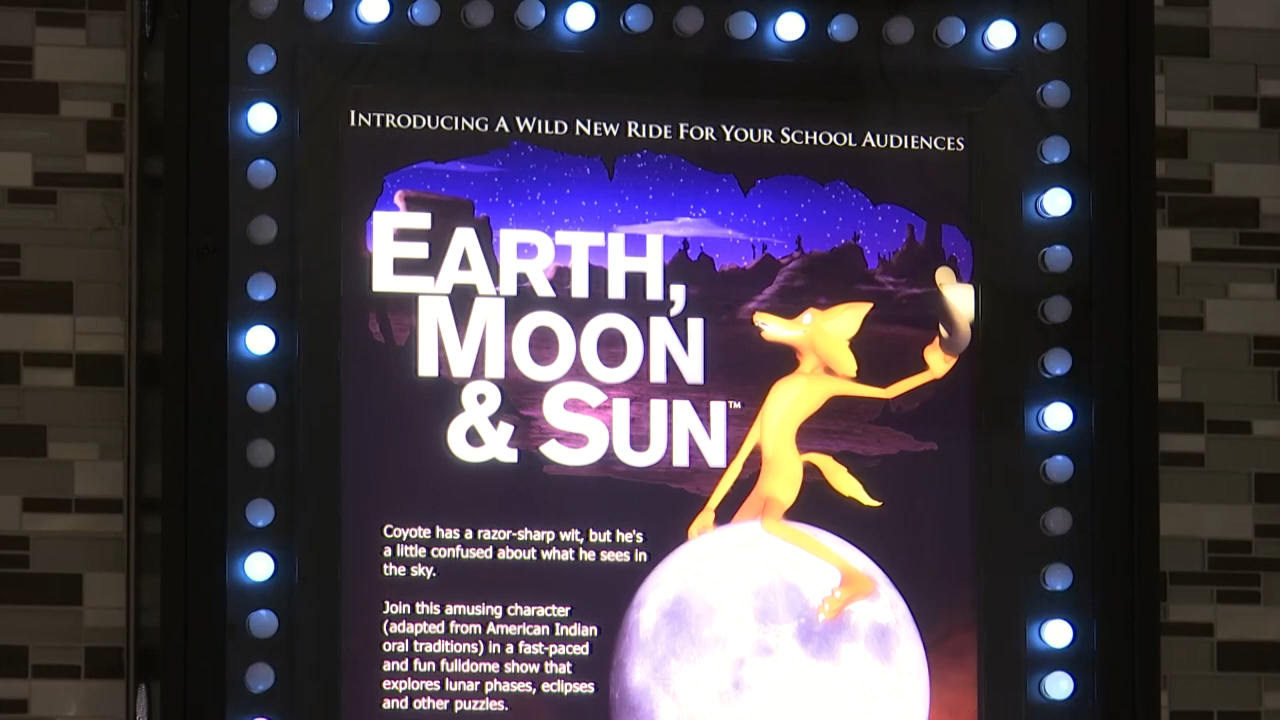 INTRODUCING A WILD NEW RIDE FOR YOUR SCHOOL AUDIENCES
EARTH,
MOON
& SUN™
Coyote has a razor-sharp wit, but he's
a little confused about what he sees in
the sky.
Join this amusing character
(adapted from American Indian
oral traditions) in a fast-paced
and fun fulldome show that
explores lunar phases, eclipses
and other puzzles.